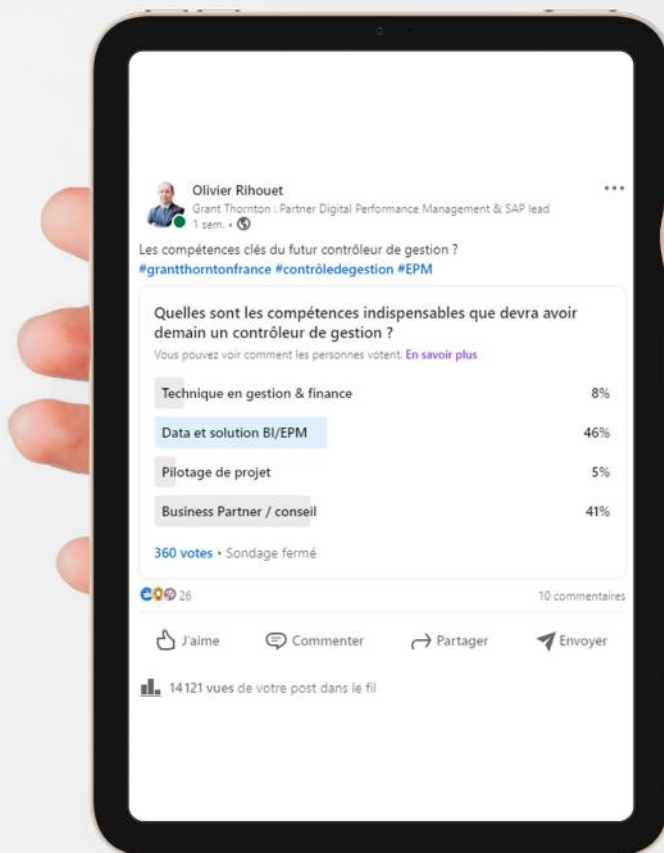 Olivier Rihouet
Grant Thornton : Partner Digital Performance Management & SAP lead
1 sem. •
Les compétences clés du futur contrôleur de gestion ?
#grantthorntonfrance #contrôledegestion #EPM
Quelles sont les compétences indispensables que devra avoir
demain un contrôleur de gestion ?
Vous pouvez voir comment les personnes votent. En savoir plus
Technique en gestion & finance 8%
Data et solution BI/EPM 46%
Pilotage de projet 5%
Business Partner / conseil 41%
360 votes • Sondage fermé
26 10 commentaires
J'aime Commenter Partager Envoyer
14 121 vues de votre post dans le fil